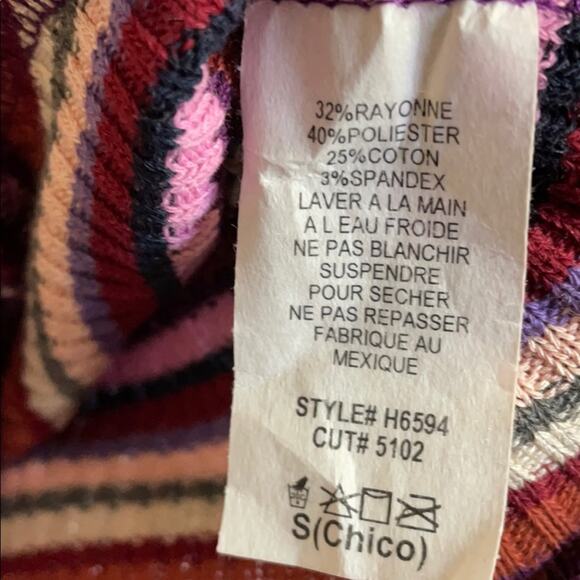 32%RAYONNE
40%POLIESTER
25%COTON
3%SPANDEX
LAVER A LA MAIN
A L EAU FROIDE
NE PAS BLANCHIR
SUSPENDRE
POUR SECHER
NE PAS REPASSER
FABRIQUE AU
MEXIQUE
STYLE# H6594
CUT# 5102
S(Chico)